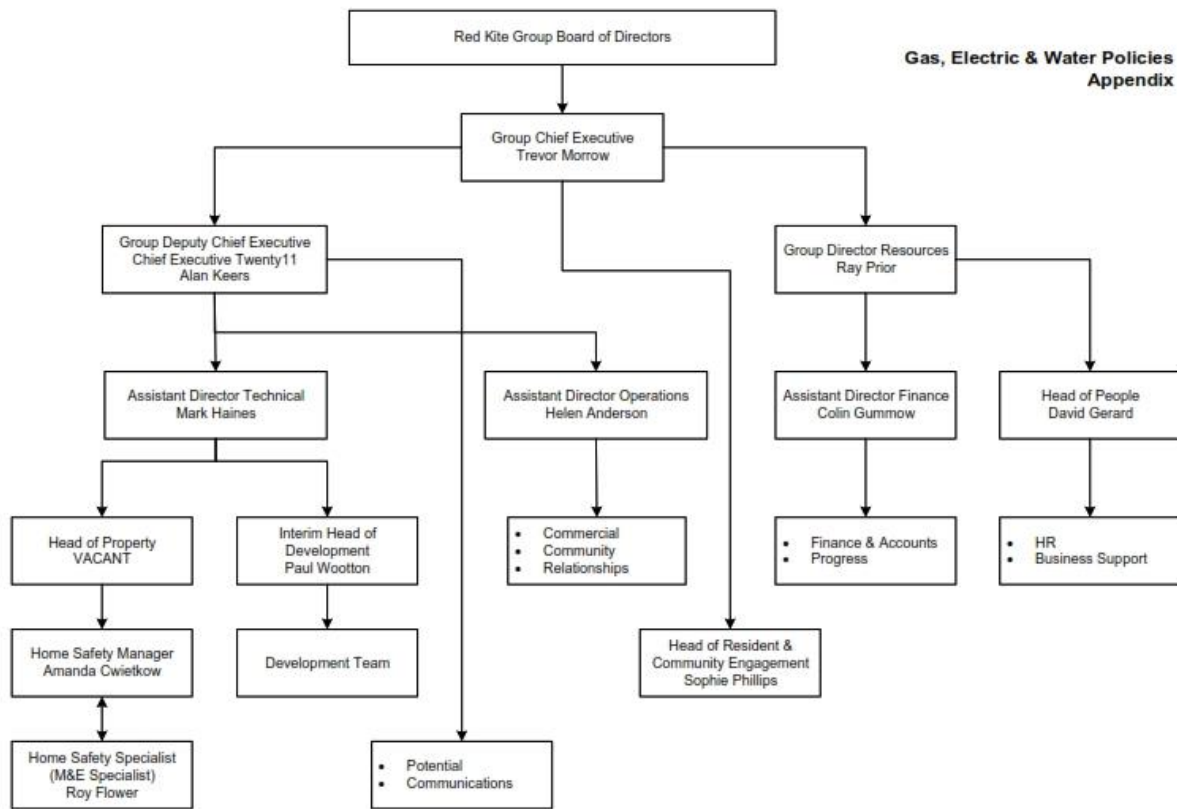 Red Kite Group Board of Directors
Gas, Electric & Water Policies
Appendix
Group Chief Executive
Trevor Morrow
Group Deputy Chief Executive
Chief Executive Twenty11
Alan Keers
Group Director Resources
Ray Prior
Assistant Director Technical
Mark Haines
Assistant Director Operations
Helen Anderson
Assistant Director Finance
Colin Gummow
Head of People
David Gerard
Head of Property
VACANT
Interim Head of
Development
Paul Wootton
• Commercial
• Community
• Relationships
• Finance & Accounts
• Progress
• HR
• Business Support
Home Safety Manager
Amanda Cwietkow
Development Team
Head of Resident &
Community Engagement
Sophie Phillips
Home Safety Specialist
(M&E Specialist)
Roy Flower
• Potential
• Communications